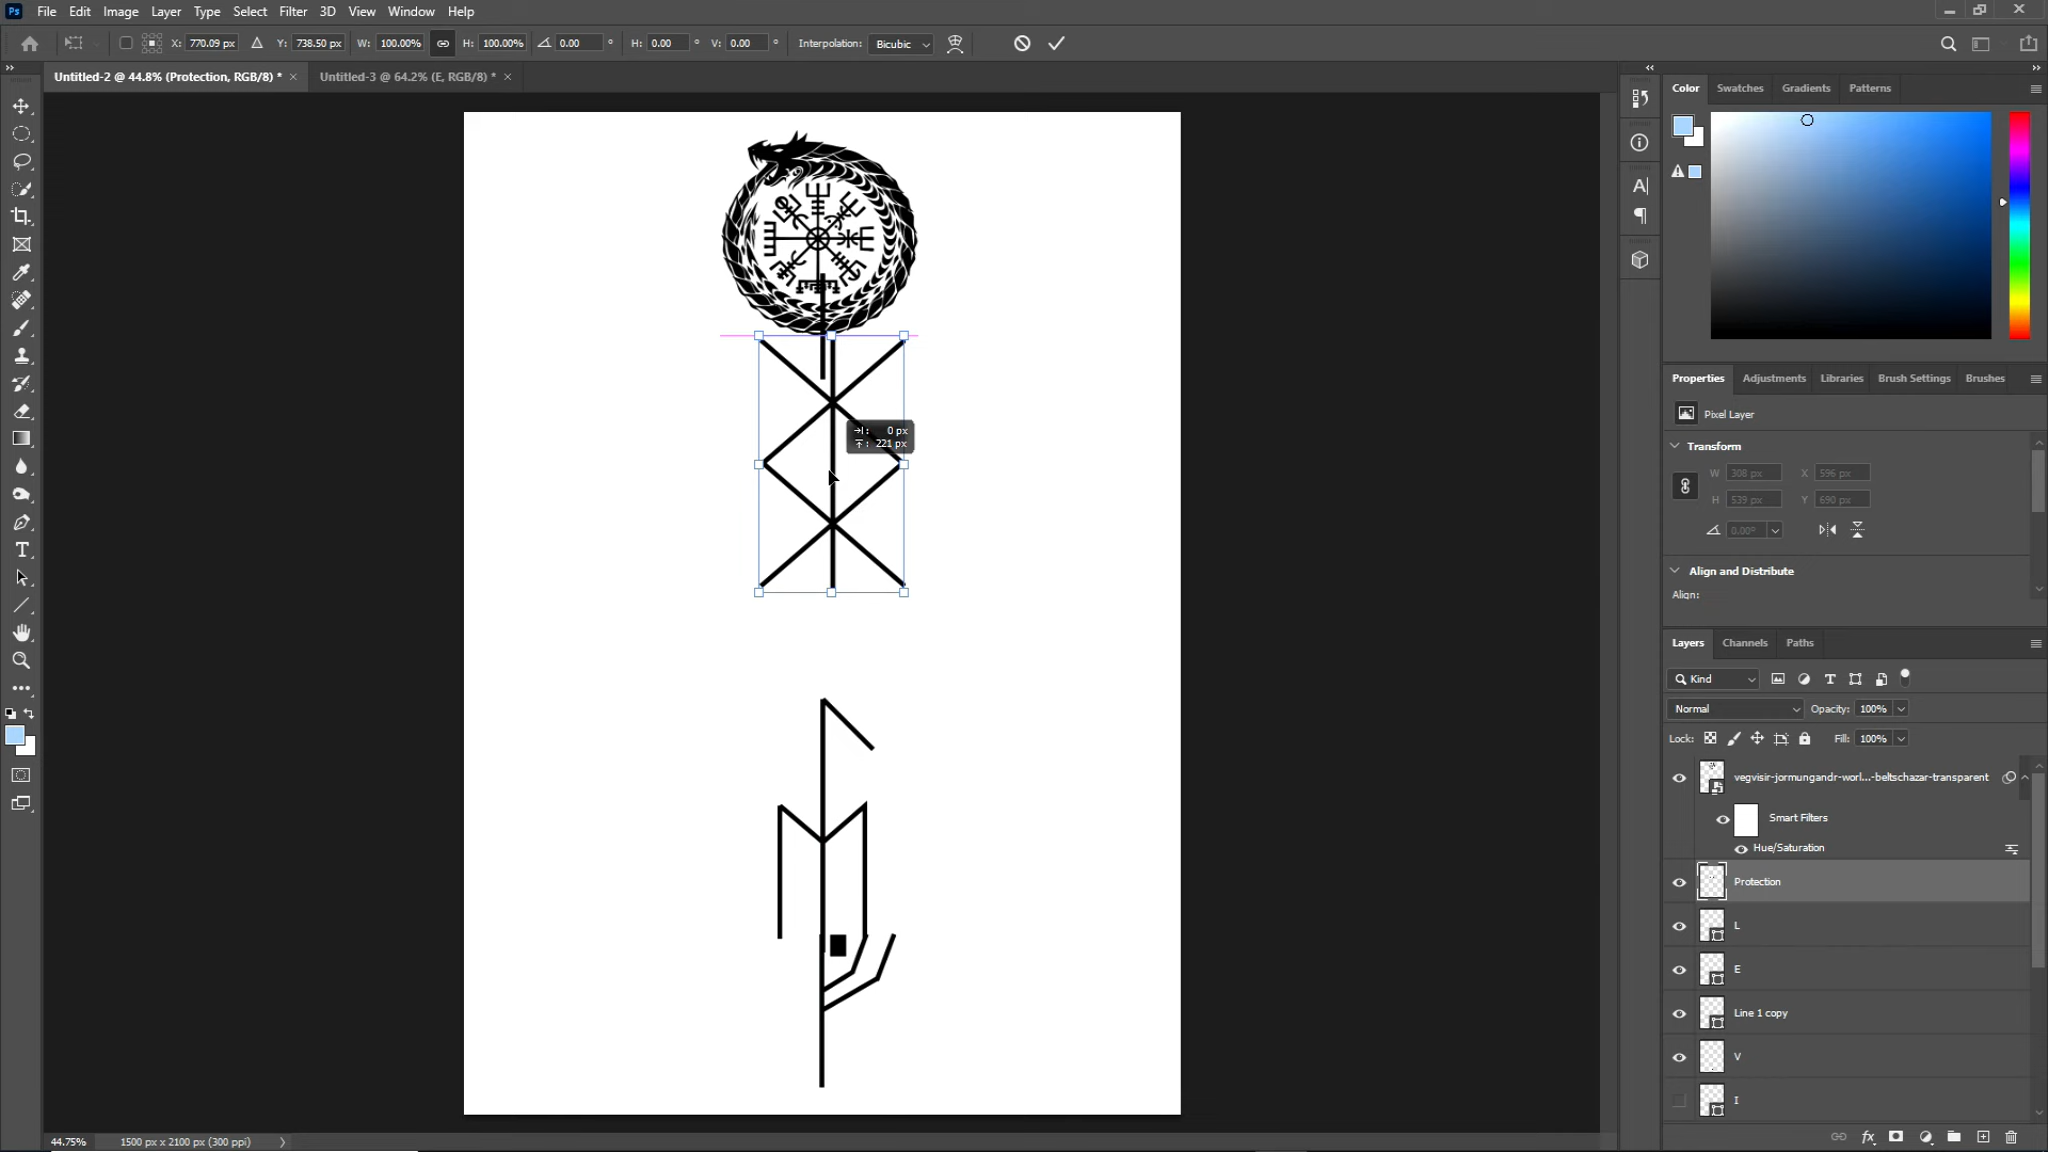 Ps File Edit Image Layer Type Select Filter 3D View Window Help
X: 770.09 px Y: 738.50 px W: 100.00% H: 100.00% 0.00 ° H: 0.00 ° V: 0.00 ° Interpolation: Bicubic
Untitled-2 @ 44.8% (Protection, RGB/8) * × Untitled-3 @ 64.2% (E, RGB/8) * ×
Color Swatches Gradients Patterns
0 px
221 px
Properties Adjustments Libraries Brush Settings Brushes
Pixel Layer
Transform
W 308 px X 596 px
H 539 px Y 690 px
0.00°
Align and Distribute
Align:
Layers Channels Paths
Kind
Normal Opacity: 100%
Lock: Fill: 100%
vegvisir-jormungandr-worl...-beltschazar-transparent
Smart Filters
Hue/Saturation
Protection
L
E
Line 1 copy
V
I
44.75% 1500 px x 2100 px (300 ppi)